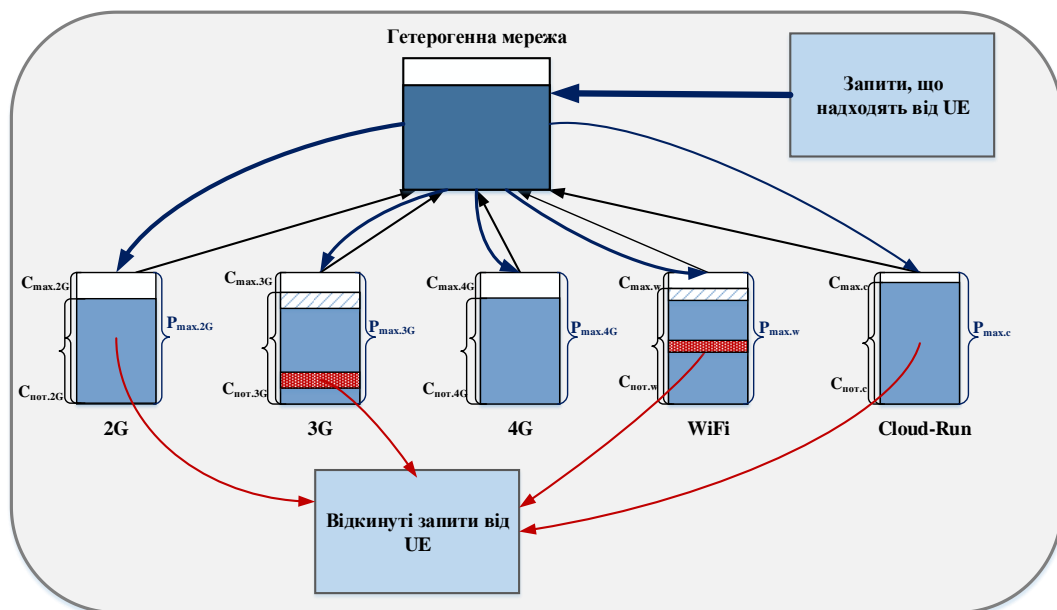 Гетерогенна мережа
Запити, що
надходять від UE
Cmax.2G
Pmax.2G
Cпот.2G
Cmax.3G
Pmax.3G
Cпот.3G
Cmax.4G
Pmax.4G
Cпот.4G
Cmax.w
Pmax.w
Cпот.w
Cmax.c
Pmax.c
Cпот.c
2G
3G
4G
WiFi
Cloud-Run
Відкинуті запити від
UE